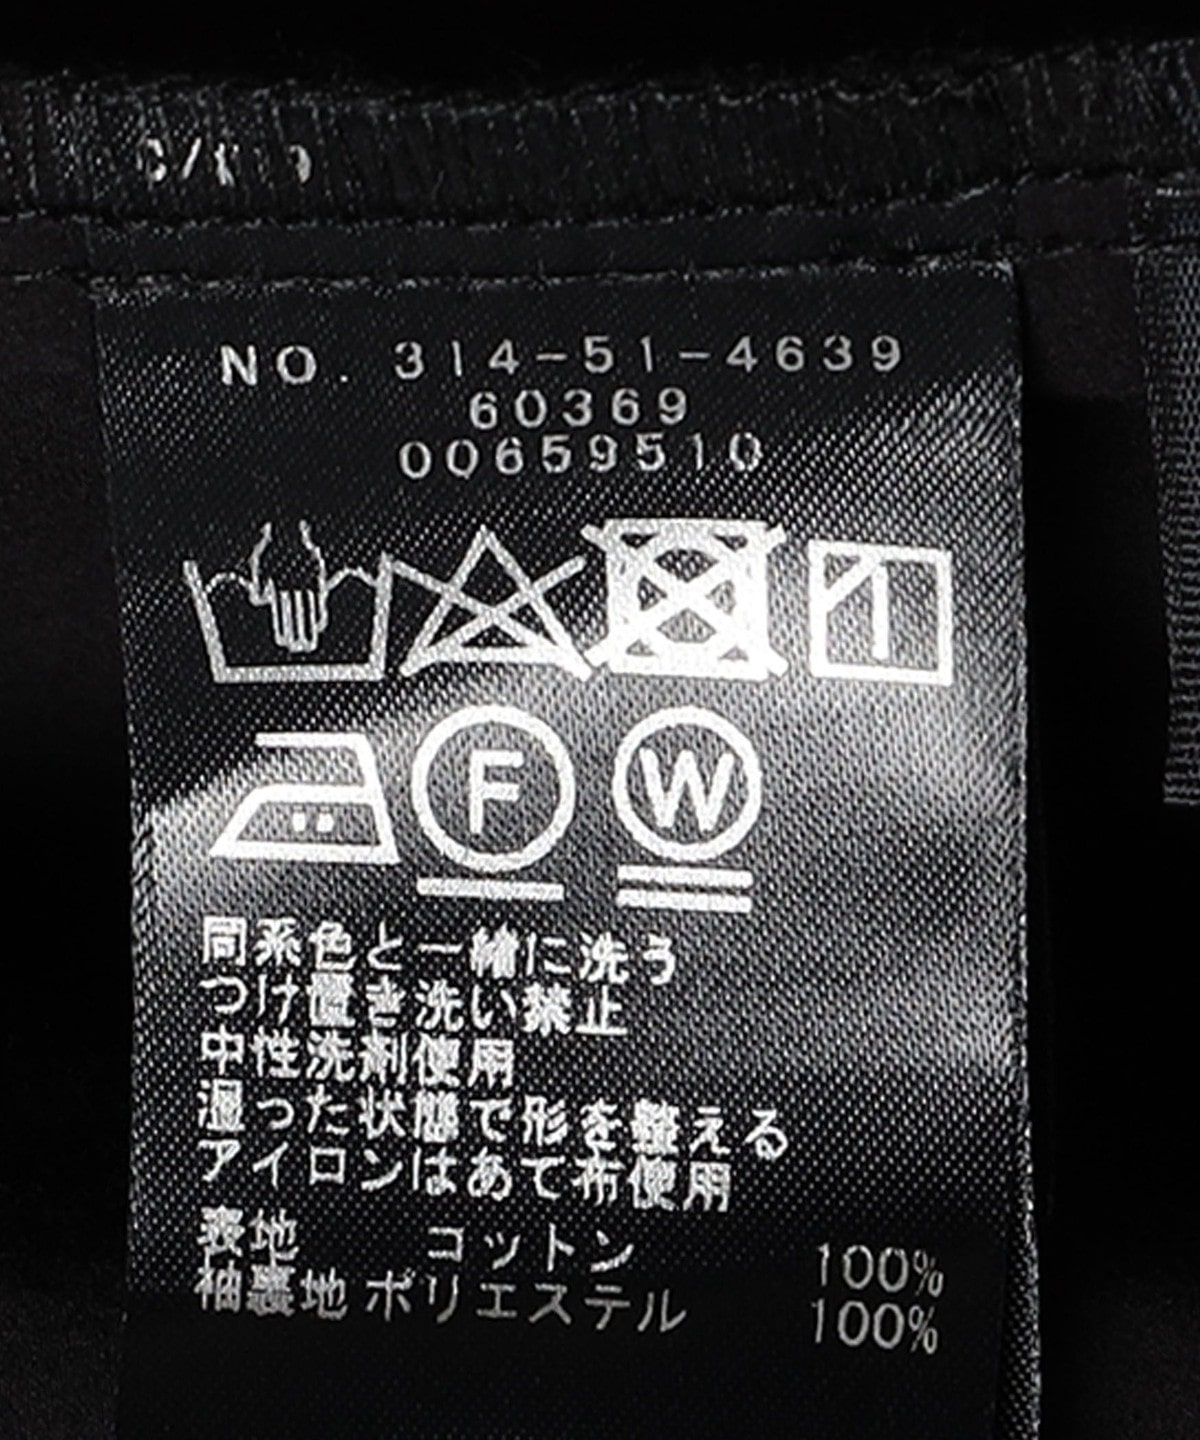 NO. 314-51-4639
60369
00659510
F W
同系色と一緒に洗う
つけ置き洗い禁止
中性洗剤使用
湿った状態で形を整える
アイロンはあて布使用
表地 コットン 100%
袖裏地 ポリエステル 100%